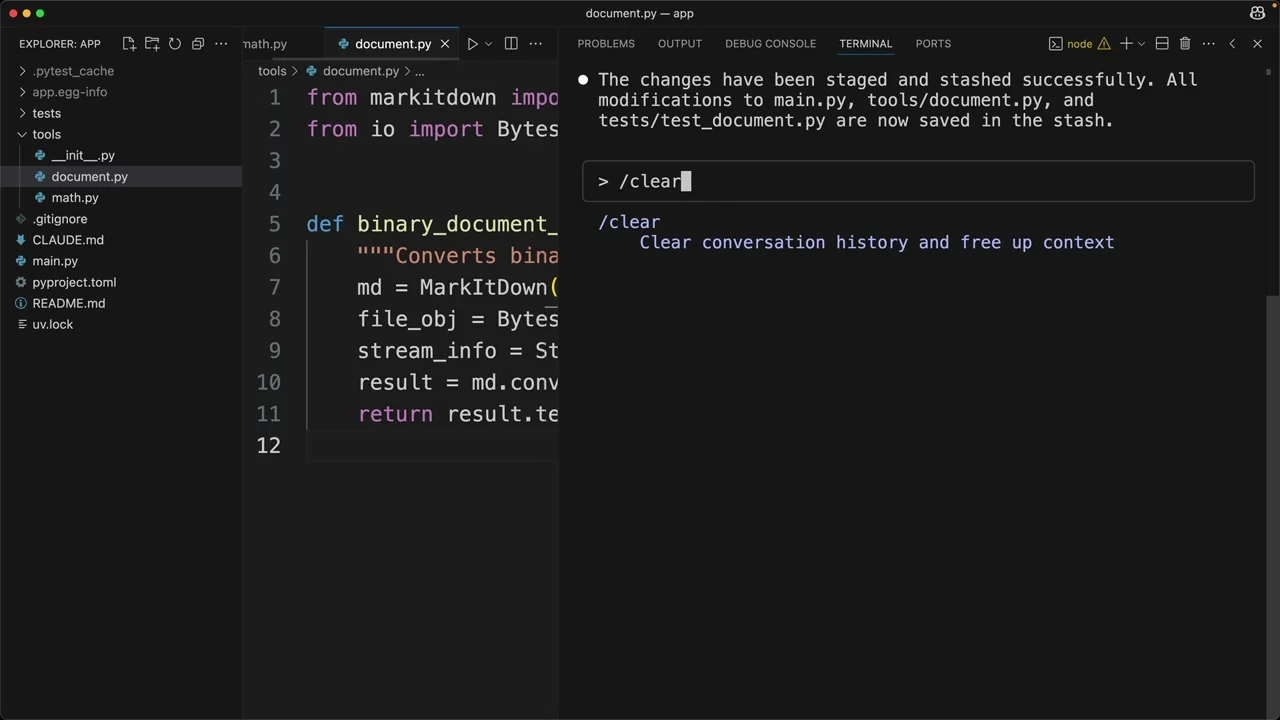 document.py — app
EXPLORER: APP
.pytest_cache
app.egg-info
tests
tools
__init__.py
document.py
math.py
.gitignore
CLAUDE.md
main.py
pyproject.toml
README.md
uv.lock
math.py
document.py
tools > document.py > ...
1 from markitdown impo
2 from io import Bytes
3
4
5 def binary_document_
6 """Converts bina
7 md = MarkItDown(
8 file_obj = Bytes
9 stream_info = St
10 result = md.conv
11 return result.te
12
PROBLEMS OUTPUT DEBUG CONSOLE TERMINAL PORTS
node
The changes have been staged and stashed successfully. All
modifications to main.py, tools/document.py, and
tests/test_document.py are now saved in the stash.
> /clear
/clear
Clear conversation history and free up context